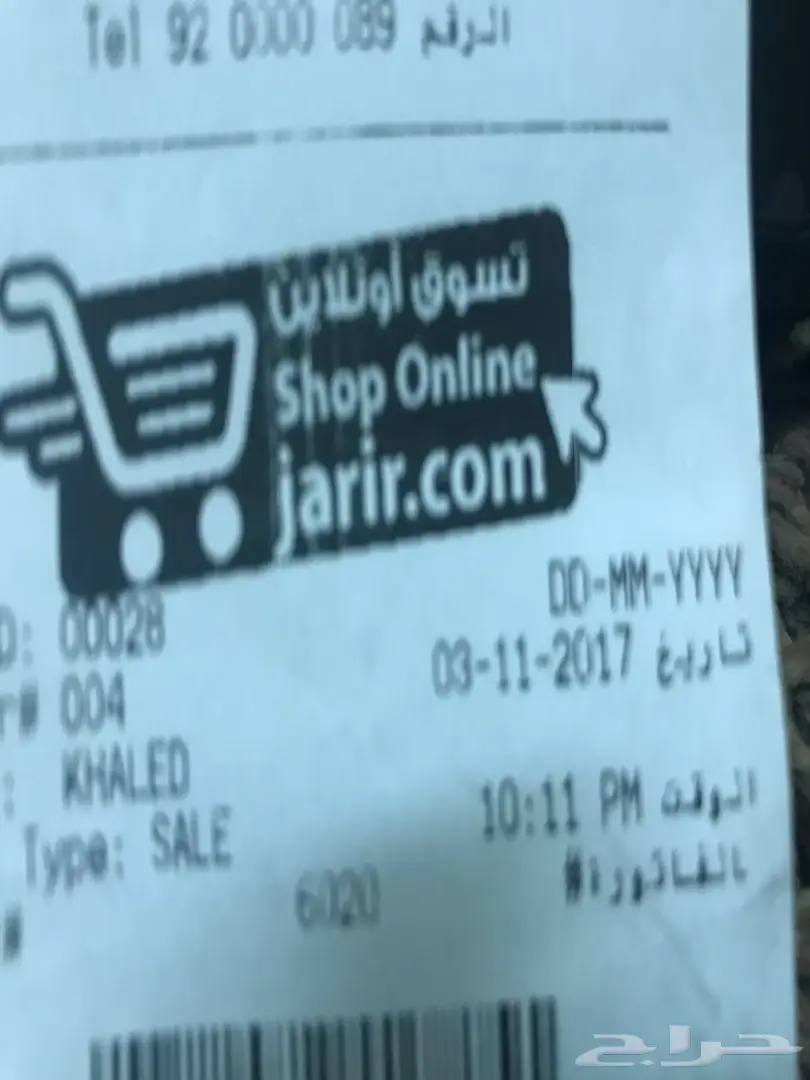 Tel 92 0000 089 الرقم
تسوق أونلاين
Shop Online
jarir.com
DD-MM-YYYY
D: 00028
03-11-2017 تاريخ
r# 004
: KHALED
10:11 PM الوقت
Type: SALE
الفاتورة#
# 6020
حراج